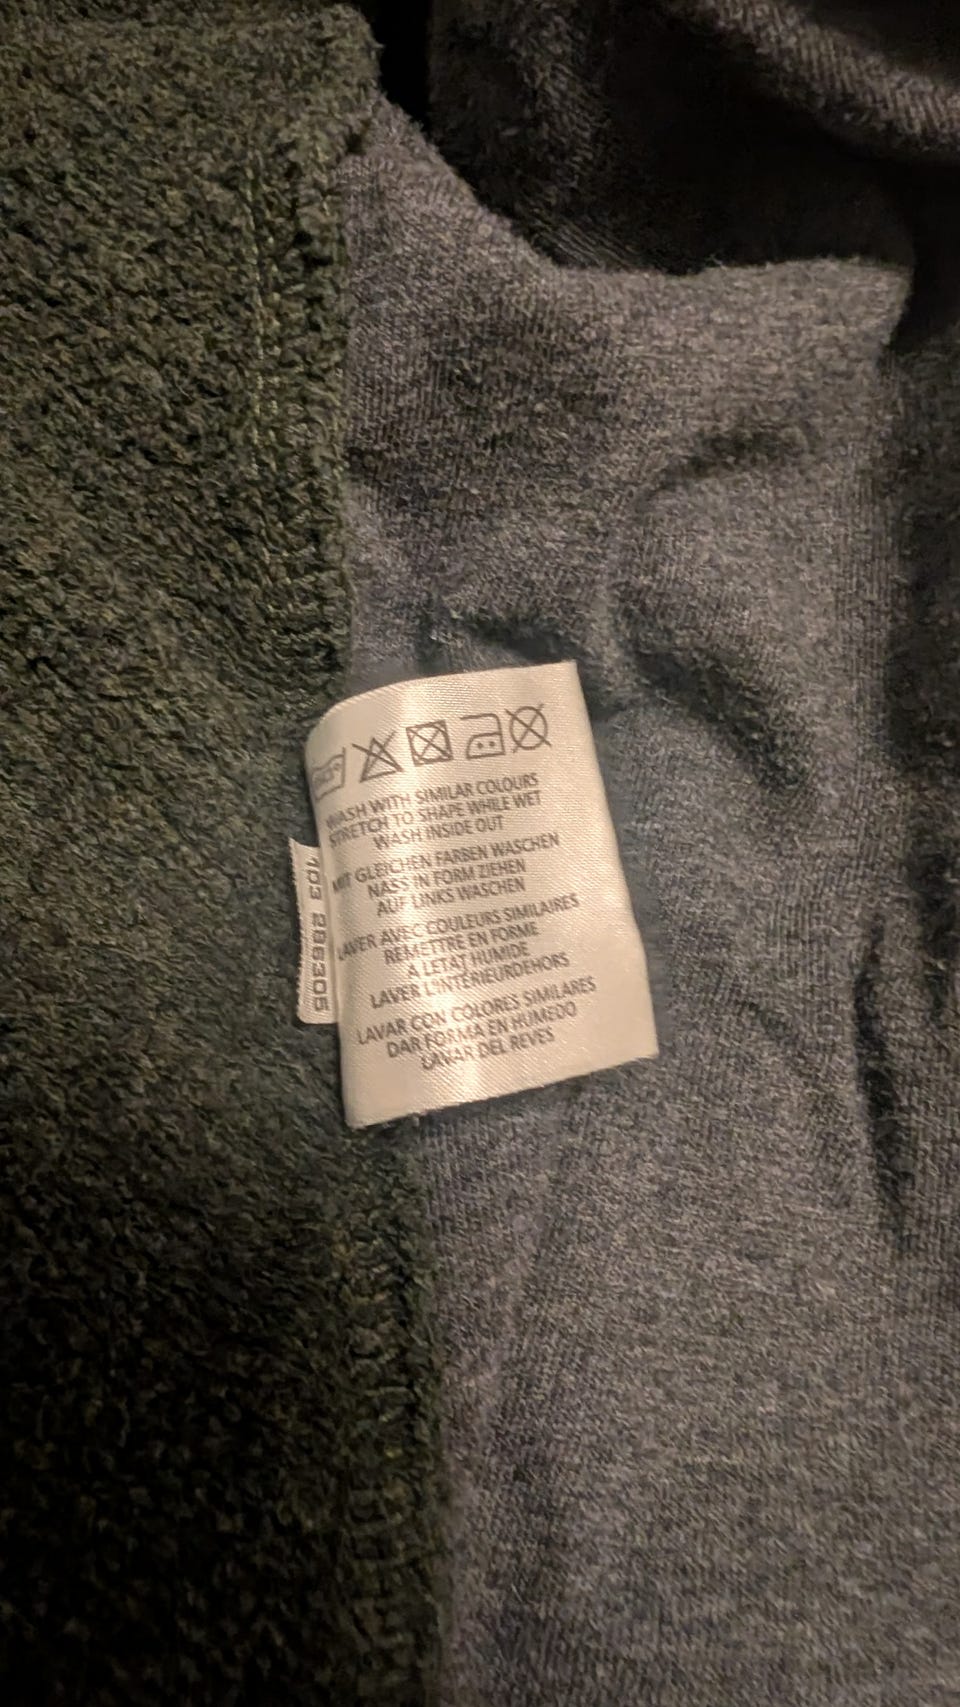 WASH WITH SIMILAR COLOURS
STRETCH TO SHAPE WHILE WET
WASH INSIDE OUT
MIT GLEICHEN FARBEN WASCHEN
NASS IN FORM ZIEHEN
AUF LINKS WASCHEN
LAVER AVEC COULEURS SIMILAIRES
REMETTRE EN FORME
A L'ETAT HUMIDE
LAVER L'INTERIEURDEHORS
LAVAR CON COLORES SIMILARES
DAR FORMA EN HUMEDO
LAVAR DEL REVES
103 286305